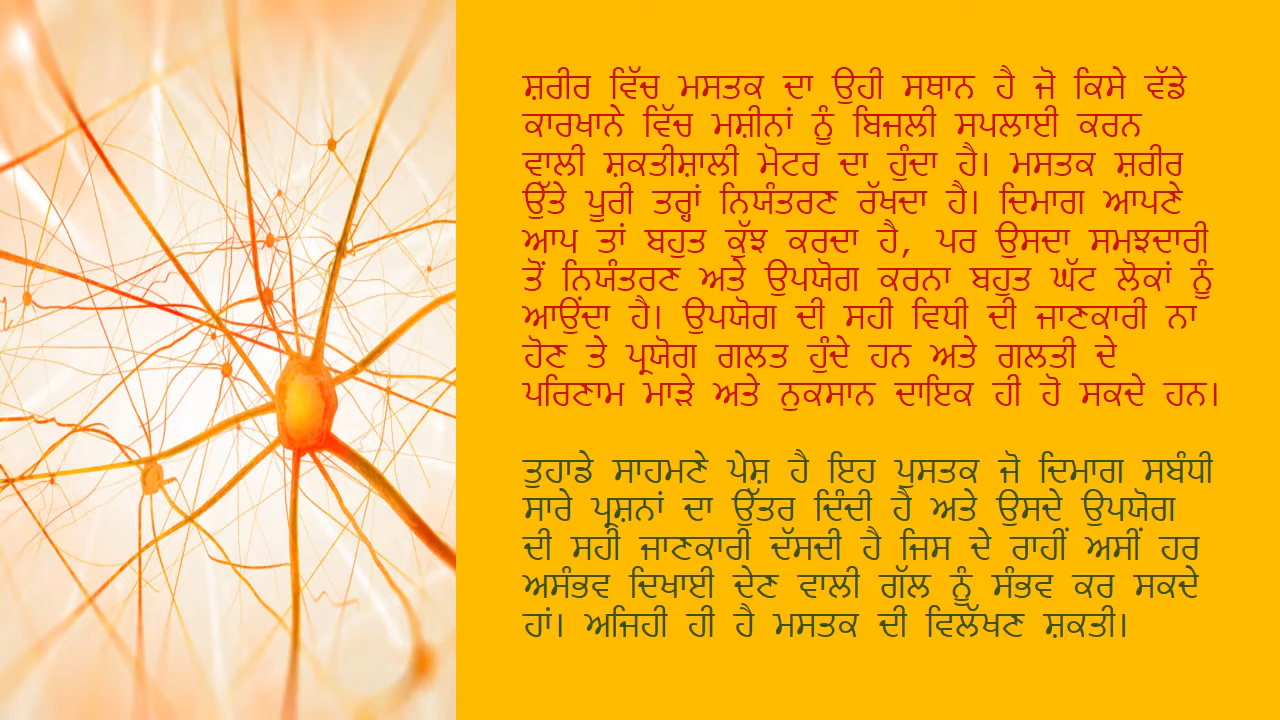 ਸ਼ਰੀਰ ਵਿੱਚ ਮਸਤਕ ਦਾ ਉਹੀ ਸਥਾਨ ਹੈ ਜੋ ਕਿਸੇ ਵੱਡੇ
ਕਾਰਖਾਨੇ ਵਿੱਚ ਮਸ਼ੀਨਾਂ ਨੂੰ ਬਿਜਲੀ ਸਪਲਾਈ ਕਰਨ
ਵਾਲੀ ਸ਼ਕਤੀਸ਼ਾਲੀ ਮੋਟਰ ਦਾ ਹੁੰਦਾ ਹੈ। ਮਸਤਕ ਸ਼ਰੀਰ
ਉੱਤੇ ਪੂਰੀ ਤਰ੍ਹਾਂ ਨਿਯੰਤਰਣ ਰੱਖਦਾ ਹੈ। ਦਿਮਾਗ ਆਪਣੇ
ਆਪ ਤਾਂ ਬਹੁਤ ਕੁੱਝ ਕਰਦਾ ਹੈ, ਪਰ ਉਸਦਾ ਸਮਝਦਾਰੀ
ਤੋਂ ਨਿਯੰਤਰਣ ਅਤੇ ਉਪਯੋਗ ਕਰਨਾ ਬਹੁਤ ਘੱਟ ਲੋਕਾਂ ਨੂੰ
ਆਉਂਦਾ ਹੈ। ਉਪਯੋਗ ਦੀ ਸਹੀ ਵਿਧੀ ਦੀ ਜਾਣਕਾਰੀ ਨਾ
ਹੋਣ ਤੇ ਪ੍ਰਯੋਗ ਗਲਤ ਹੁੰਦੇ ਹਨ ਅਤੇ ਗਲਤੀ ਦੇ
ਪਰਿਣਾਮ ਮਾੜੇ ਅਤੇ ਨੁਕਸਾਨ ਦਾਇਕ ਹੀ ਹੋ ਸਕਦੇ ਹਨ।
ਤੁਹਾਡੇ ਸਾਹਮਣੇ ਪੇਸ਼ ਹੈ ਇਹ ਪੁਸਤਕ ਜੋ ਦਿਮਾਗ ਸਬੰਧੀ
ਸਾਰੇ ਪ੍ਰਸ਼ਨਾਂ ਦਾ ਉੱਤਰ ਦਿੰਦੀ ਹੈ ਅਤੇ ਉਸਦੇ ਉਪਯੋਗ
ਦੀ ਸਹੀ ਜਾਣਕਾਰੀ ਦੱਸਦੀ ਹੈ ਜਿਸ ਦੇ ਰਾਹੀਂ ਅਸੀਂ ਹਰ
ਅਸੰਭਵ ਦਿਖਾਈ ਦੇਣ ਵਾਲੀ ਗੱਲ ਨੂੰ ਸੰਭਵ ਕਰ ਸਕਦੇ
ਹਾਂ। ਅਜਿਹੀ ਹੀ ਹੈ ਮਸਤਕ ਦੀ ਵਿਲੱਖਣ ਸ਼ਕਤੀ।